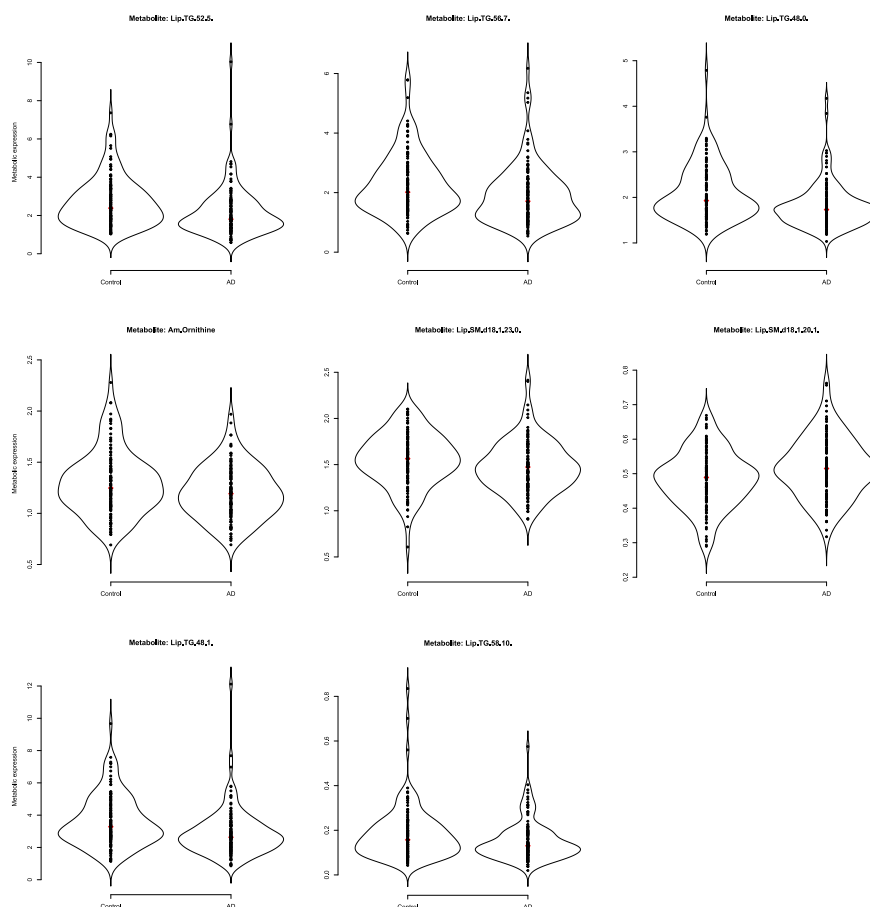 Metabolite: Lip.TG.52.5.
Metabolite: Lip.TG.56.7.
Metabolite: Lip.TG.48.0.
Metabolic expression
0
2
4
6
8
10
Control
AD
0
2
4
6
Control
AD
1
2
3
4
5
Control
AD
Metabolite: Am.Ornithine
Metabolite: Lip.SM.d18.1.23.0.
Metabolite: Lip.SM.d18.1.20.1.
Metabolic expression
0.5
1.0
1.5
2.0
2.5
Control
AD
0.5
1.0
1.5
2.0
2.5
Control
AD
0.2
0.3
0.4
0.5
0.6
0.7
0.8
Control
AD
Metabolite: Lip.TG.48.1.
Metabolite: Lip.TG.58.10.
Metabolic expression
0
2
4
6
8
10
12
Control
AD
0.0
0.2
0.4
0.6
0.8
Control
AD